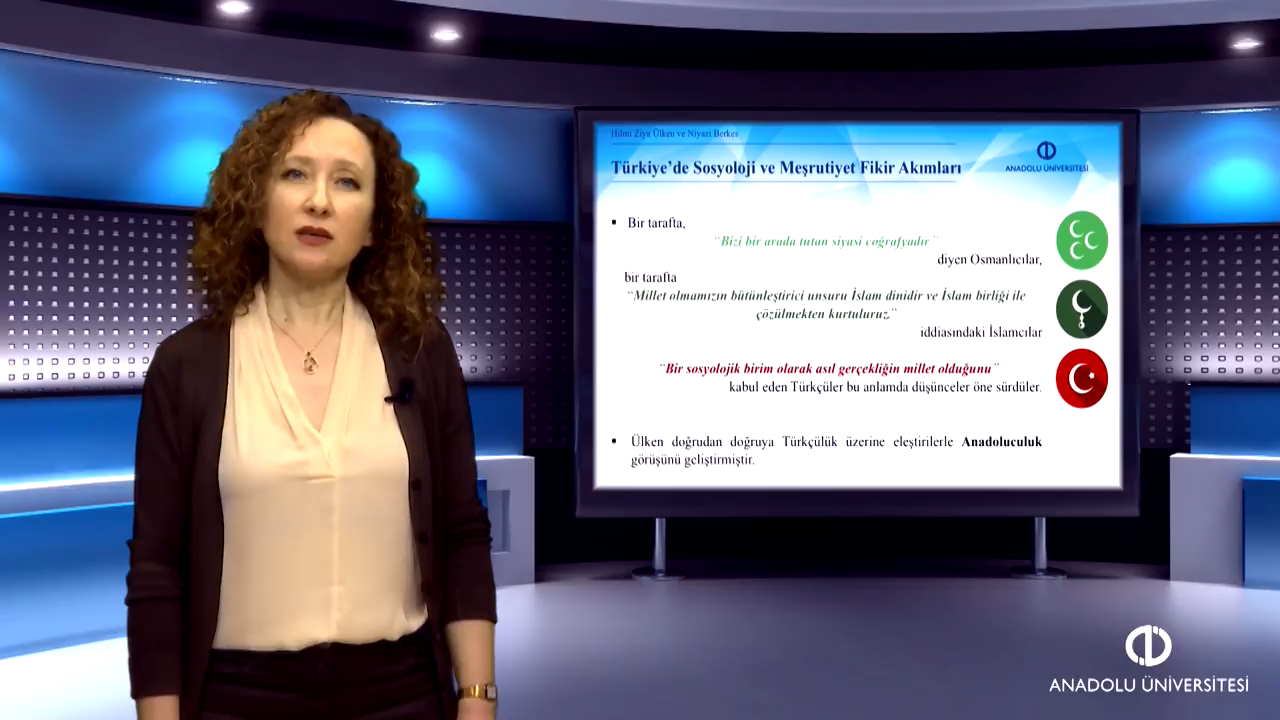 Hilmi Ziya Ülken ve Niyazi Berkes
Türkiye'de Sosyoloji ve Meşrutiyet Fikir Akımları
ANADOLU ÜNİVERSİTESİ
▪ Bir tarafta,
“Bizi bir arada tutan siyasi coğrafyadır”
diyen Osmanlıcılar,
bir tarafta
“Millet olmamızın bütünleştirici unsuru İslam dinidir ve İslam birliği ile
çözülmekten kurtuluruz.”
iddiasındaki İslamcılar
“Bir sosyolojik birim olarak asıl gerçekliğin millet olduğunu”
kabul eden Türkçüler bu anlamda düşünceler öne sürdüler.
▪ Ülken doğrudan doğruya Türkçülük üzerine eleştirilerle Anadoluculuk
görüşünü geliştirmiştir.
ANADOLU ÜNİVERSİTESİ